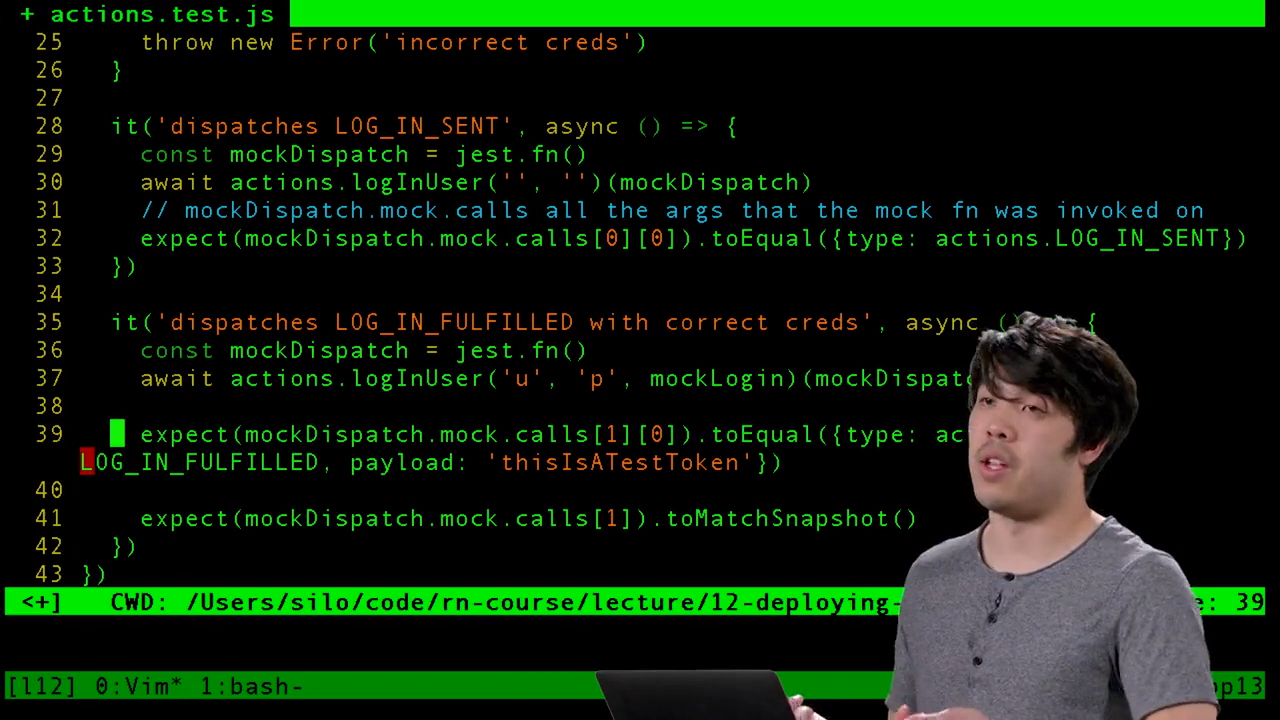 + actions.test.js
25 throw new Error('incorrect creds')
26 }
27
28 it('dispatches LOG_IN_SENT', async () => {
29 const mockDispatch = jest.fn()
30 await actions.logInUser('', '')(mockDispatch)
31 // mockDispatch.mock.calls all the args that the mock fn was invoked on
32 expect(mockDispatch.mock.calls[0][0]).toEqual({type: actions.LOG_IN_SENT})
33 })
34
35 it('dispatches LOG_IN_FULFILLED with correct creds', async () => {
36 const mockDispatch = jest.fn()
37 await actions.logInUser('u', 'p', mockLogin)(mockDispatc
38
39 expect(mockDispatch.mock.calls[1][0]).toEqual({type: ac
LOG_IN_FULFILLED, payload: 'thisIsATestToken'})
40
41 expect(mockDispatch.mock.calls[1]).toMatchSnapshot()
42 })
43 })
<+] CWD: /Users/silo/code/rn-course/lecture/12-deploying- e: 39
[l12] 0:Vim* 1:bash- op13